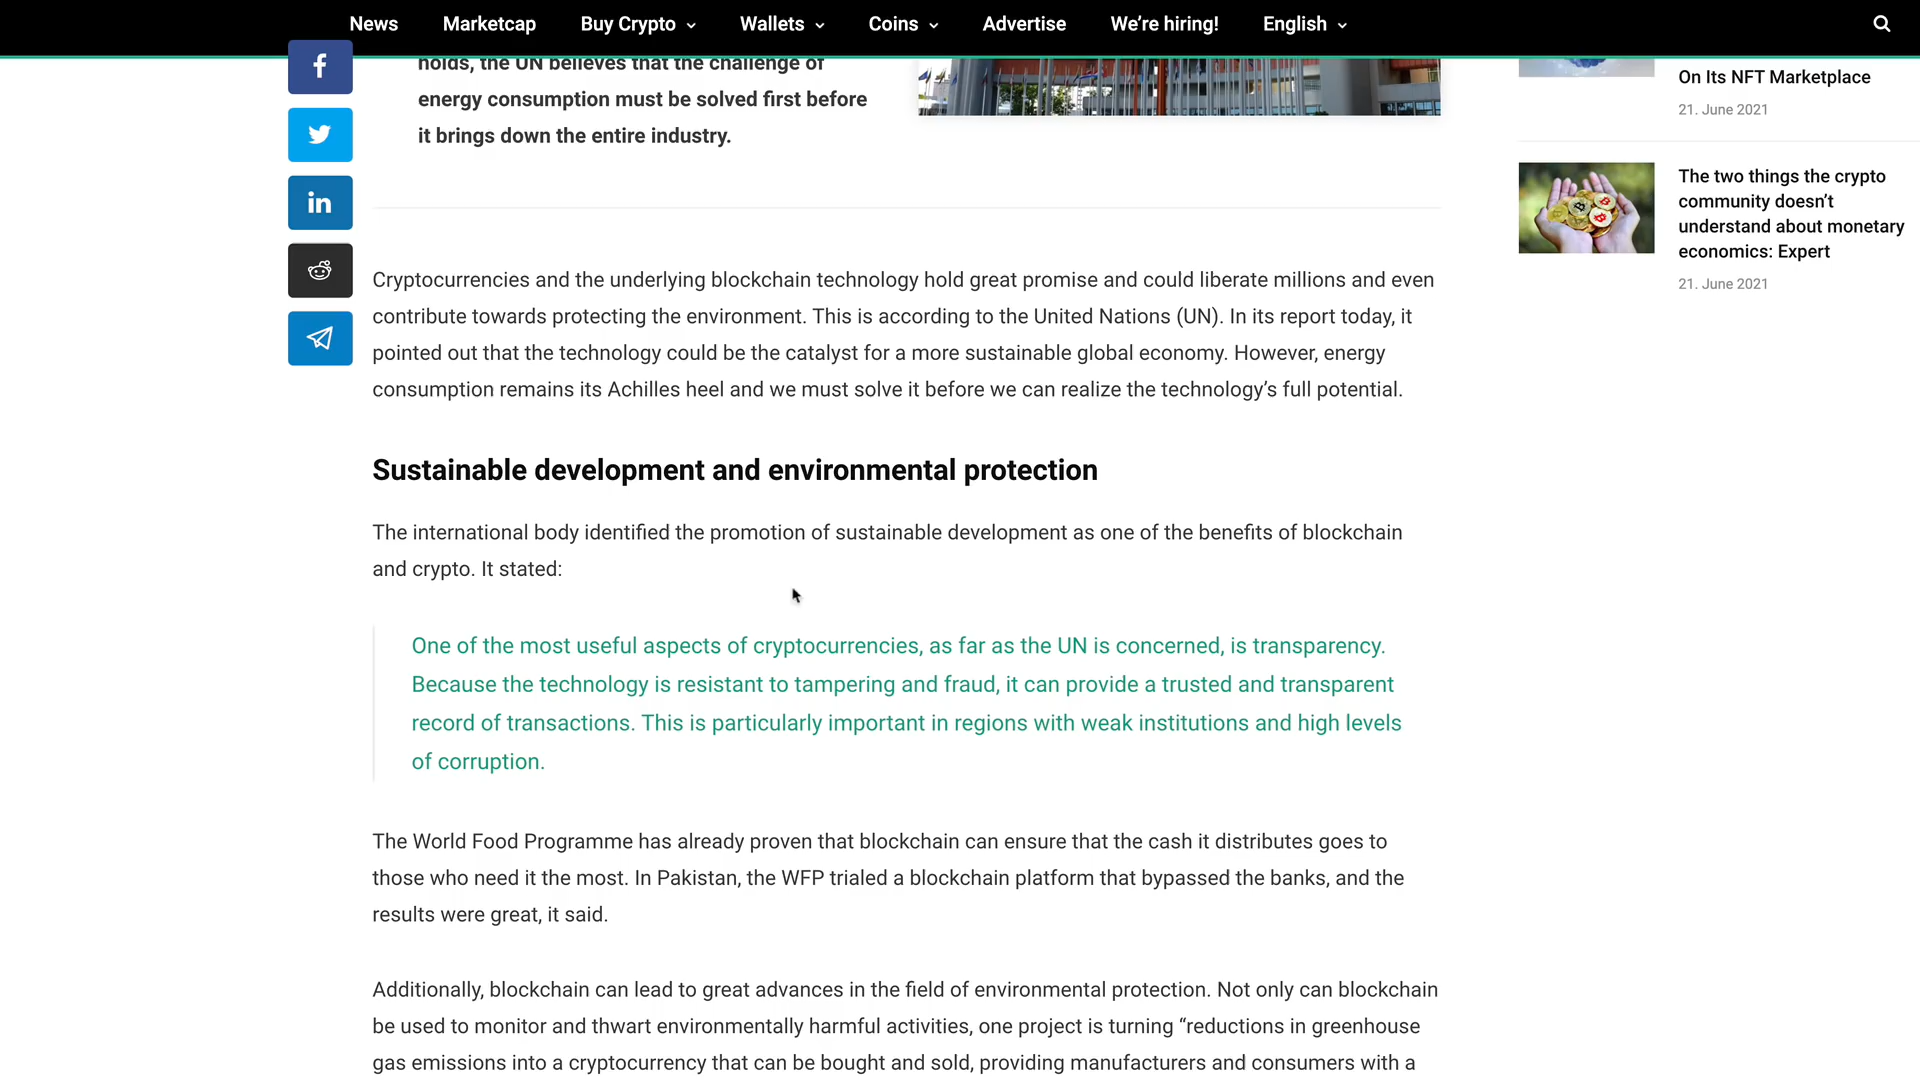 News Marketcap Buy Crypto Wallets Coins Advertise We’re hiring! English
holds, the UN believes that the challenge of
energy consumption must be solved first before
it brings down the entire industry.
On Its NFT Marketplace
21. June 2021
The two things the crypto
community doesn’t
understand about monetary
economics: Expert
21. June 2021
Cryptocurrencies and the underlying blockchain technology hold great promise and could liberate millions and even
contribute towards protecting the environment. This is according to the United Nations (UN). In its report today, it
pointed out that the technology could be the catalyst for a more sustainable global economy. However, energy
consumption remains its Achilles heel and we must solve it before we can realize the technology’s full potential.
Sustainable development and environmental protection
The international body identified the promotion of sustainable development as one of the benefits of blockchain
and crypto. It stated:
One of the most useful aspects of cryptocurrencies, as far as the UN is concerned, is transparency.
Because the technology is resistant to tampering and fraud, it can provide a trusted and transparent
record of transactions. This is particularly important in regions with weak institutions and high levels
of corruption.
The World Food Programme has already proven that blockchain can ensure that the cash it distributes goes to
those who need it the most. In Pakistan, the WFP trialed a blockchain platform that bypassed the banks, and the
results were great, it said.
Additionally, blockchain can lead to great advances in the field of environmental protection. Not only can blockchain
be used to monitor and thwart environmentally harmful activities, one project is turning “reductions in greenhouse
gas emissions into a cryptocurrency that can be bought and sold, providing manufacturers and consumers with a